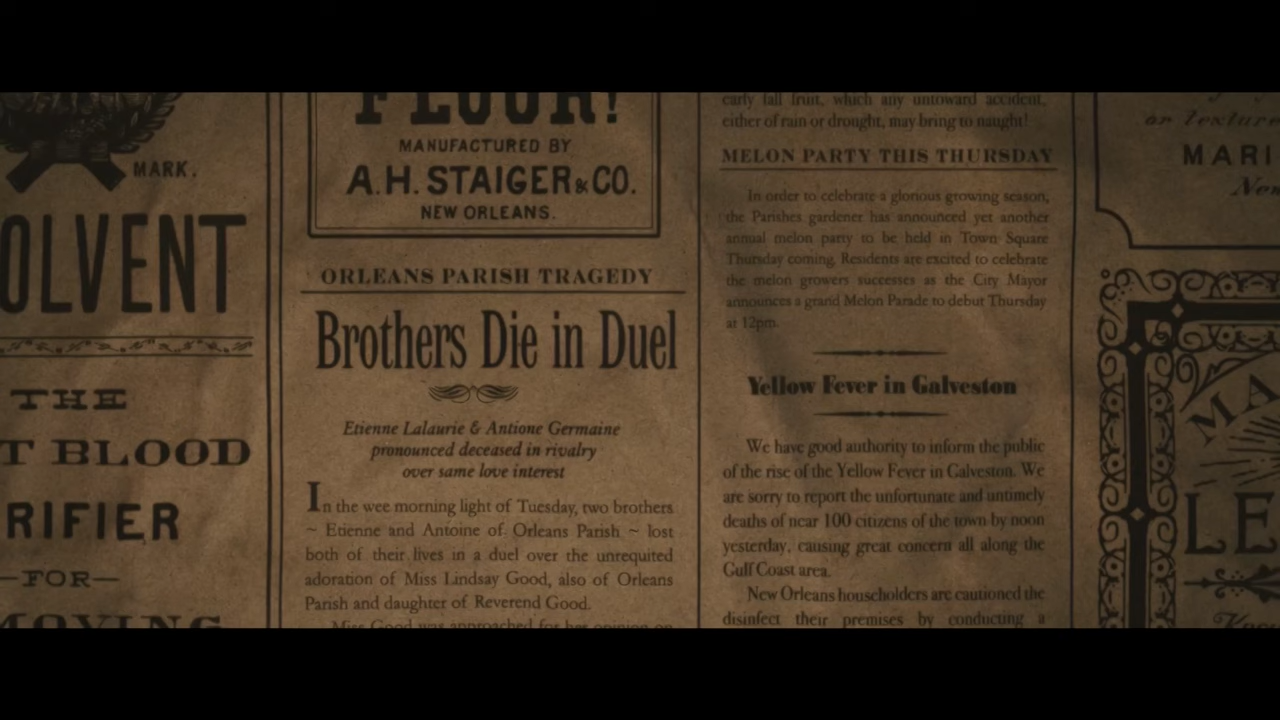 MARK.
OLVENT
THE
T BLOOD
RIFIER
—FOR—
MOVING
FLOUR!
MANUFACTURED BY
A.H. STAIGER & CO.
NEW ORLEANS.
ORLEANS PARISH TRAGEDY
Brothers Die in Duel
Etienne Lalaurie & Antione Germaine
pronounced deceased in rivalry
over same love interest
In the wee morning light of Tuesday, two brothers
~ Etienne and Antoine of Orleans Parish ~ lost
both of their lives in a duel over the unrequited
adoration of Miss Lindsay Good, also of Orleans
Parish and daughter of Reverend Good.
Miss Good was approached for her opinion on
early fall fruit, which any untoward accident,
either of rain or drought, may bring to naught!
MELON PARTY THIS THURSDAY
In order to celebrate a glorious growing season,
the Parishes gardener has announced yet another
annual melon party to be held in Town Square
Thursday coming. Residents are excited to celebrate
the melon growers successes as the City Mayor
announces a grand Melon Parade to debut Thursday
at 12pm.
Yellow Fever in Galveston
We have good authority to inform the public
of the rise of the Yellow Fever in Galveston. We
are sorry to report the unfortunate and untimely
deaths of near 100 citizens of the town by noon
yesterday, causing great concern all along the
Gulf Coast area.
New Orleans householders are cautioned the
disinfect their premises by conducting a
or Texture
MARI
New
MA
LE